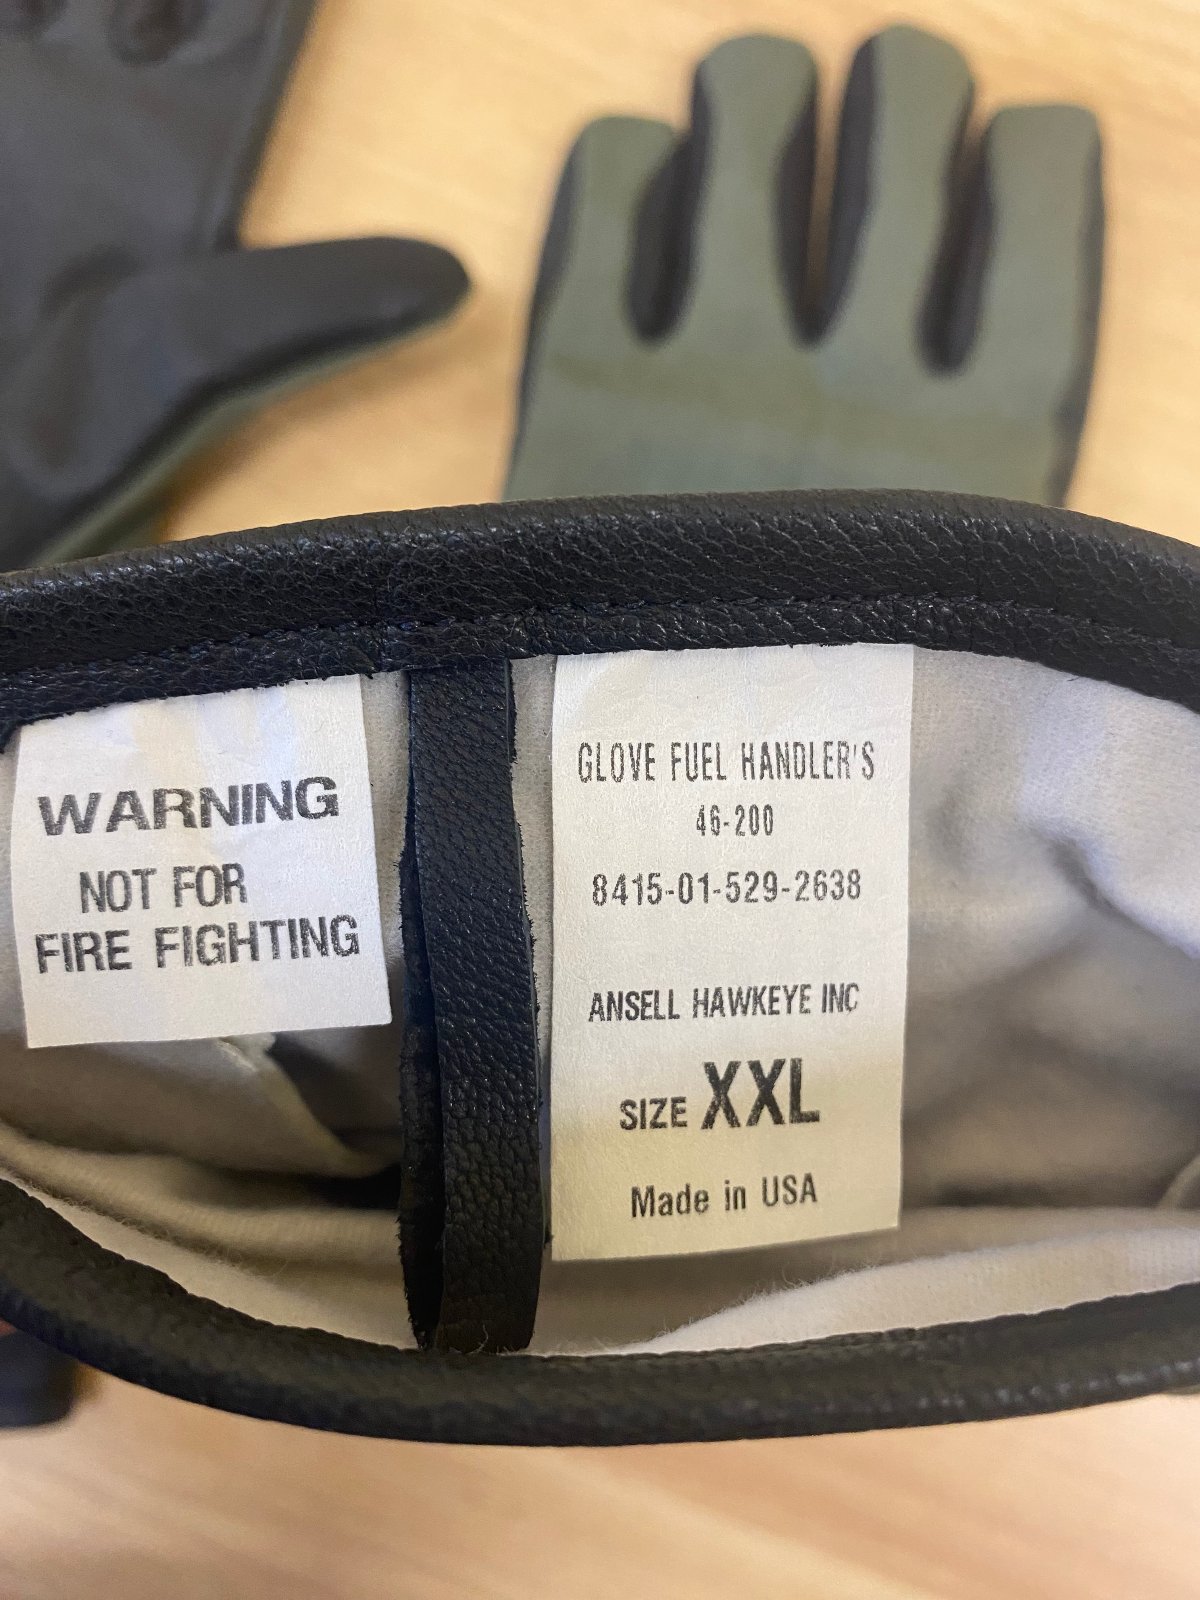 WARNING
NOT FOR
FIRE FIGHTING
GLOVE FUEL HANDLER'S
46-200
8415-01-529-2638
ANSELL HAWKEYE INC
SIZE XXL
Made in USA